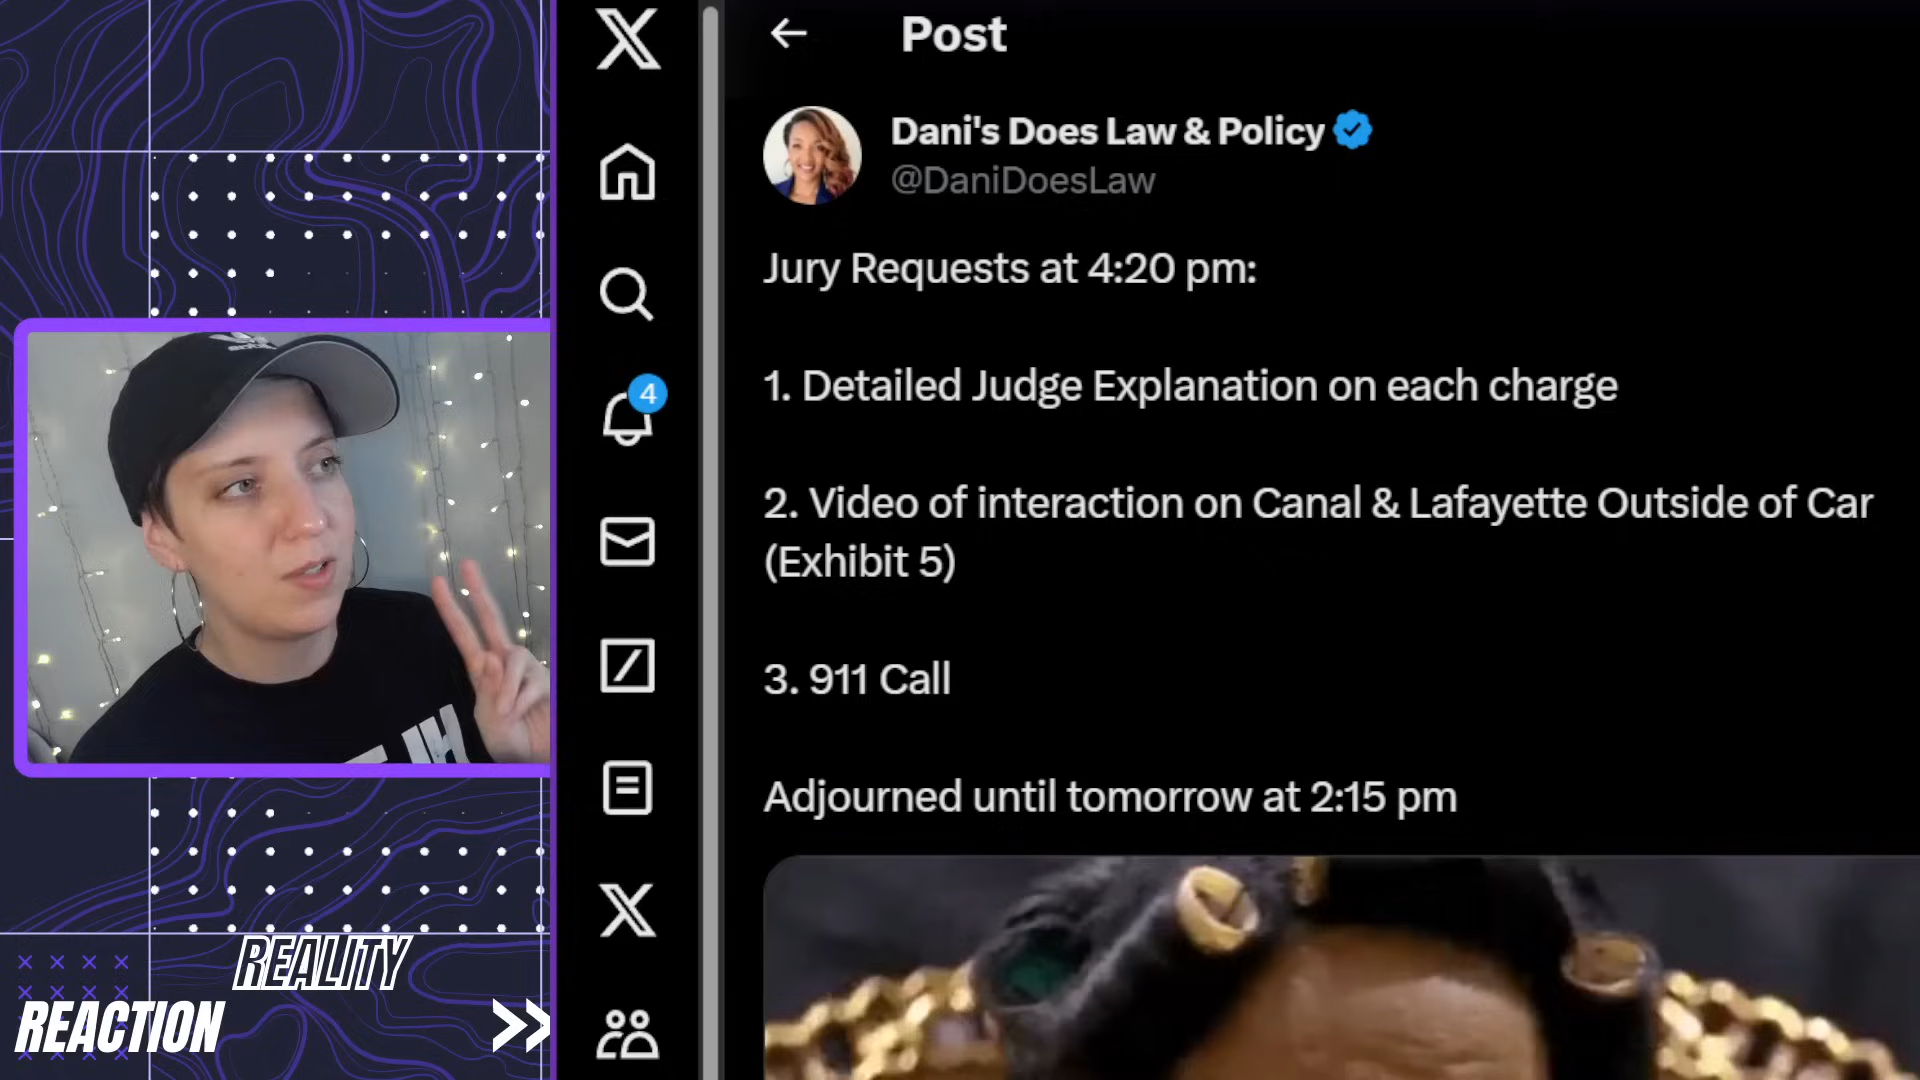 Post
Dani's Does Law & Policy
@DaniDoesLaw
Jury Requests at 4:20 pm:
1. Detailed Judge Explanation on each charge
2. Video of interaction on Canal & Lafayette Outside of Car
(Exhibit 5)
3. 911 Call
Adjourned until tomorrow at 2:15 pm
4
REALITY
REACTION